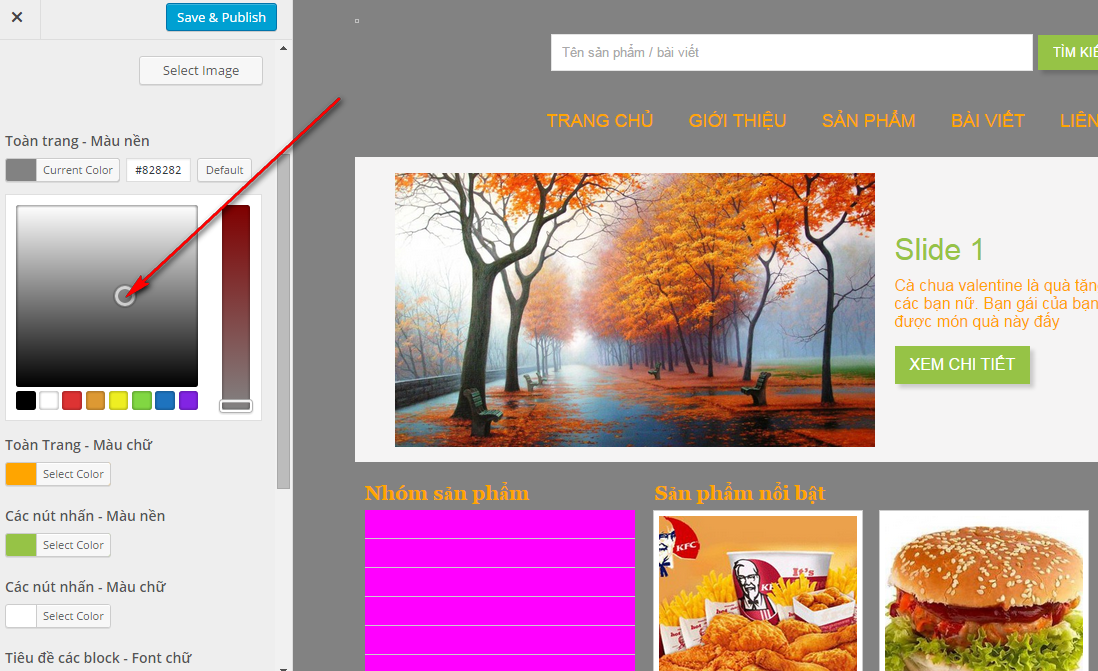 ×
Save & Publish
Select Image
Toàn trang - Màu nền
Current Color
#828282
Default
Toàn Trang - Màu chữ
Select Color
Các nút nhấn - Màu nền
Select Color
Các nút nhấn - Màu chữ
Select Color
Tiêu đề các block - Font chữ
Tên sản phẩm / bài viết
TÌM KIẾ
TRANG CHỦ
GIỚI THIỆU
SẢN PHẨM
BÀI VIẾT
LIÊN
Slide 1
Cà chua valentine là quà tặn
các bạn nữ. Bạn gái của bạn
được món quà này đấy
XEM CHI TIẾT
Nhóm sản phẩm
Sản phẩm nổi bật
KFC
It's